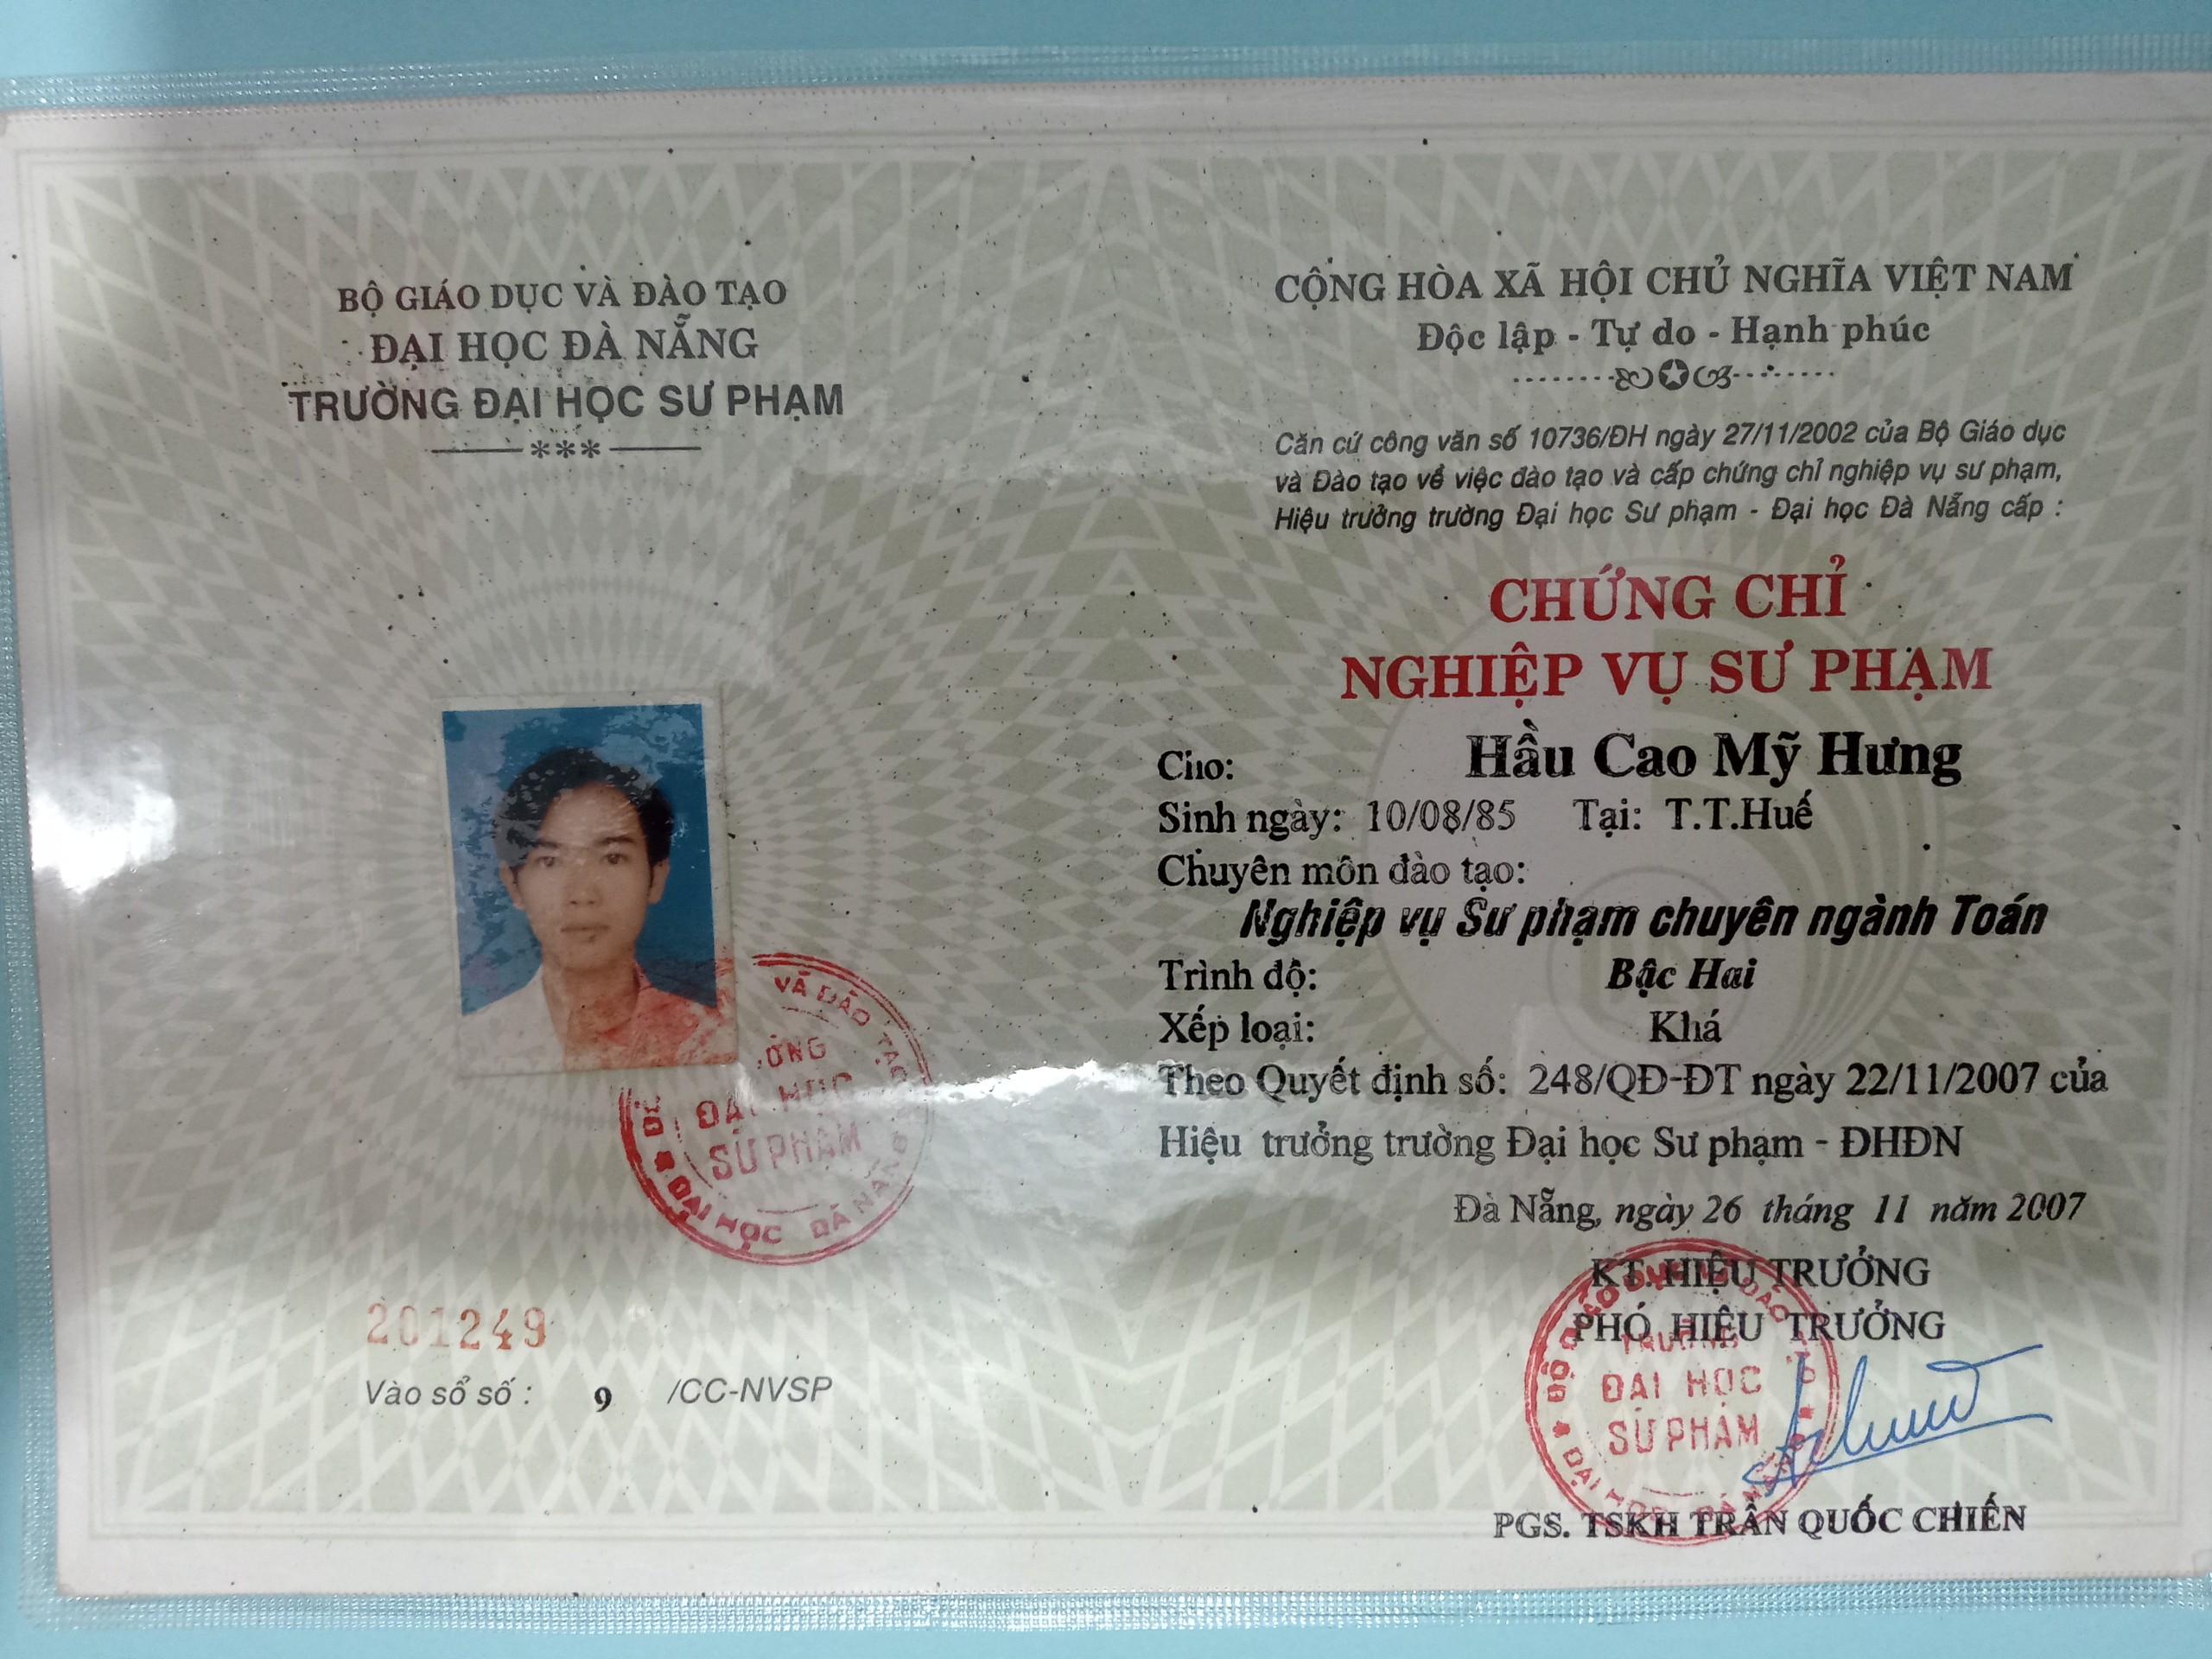 BỘ GIÁO DỤC VÀ ĐÀO TẠO
ĐẠI HỌC ĐÀ NẴNG
TRƯỜNG ĐẠI HỌC SƯ PHẠM
***
VÀ ĐÀO TẠO
ĐẠI HỌC
SƯ PHẠM
ĐẠI HỌC ĐÀ NẴNG
201249
Vào sổ số : 9 /CC-NVSP
CỘNG HÒA XÃ HỘI CHỦ NGHĨA VIỆT NAM
Độc lập - Tự do - Hạnh phúc
Căn cứ công văn số 10736/ĐH ngày 27/11/2002 của Bộ Giáo dục
và Đào tạo về việc đào tạo và cấp chứng chỉ nghiệp vụ sư phạm,
Hiệu trưởng trường Đại học Sư phạm - Đại học Đà Nẵng cấp :
CHỨNG CHỈ
NGHIỆP VỤ SƯ PHẠM
Cho: Hầu Cao Mỹ Hưng
Sinh ngày: 10/08/85 Tại: T.T.Huế
Chuyên môn đào tạo:
Nghiệp vụ Sư phạm chuyên ngành Toán
Trình độ: Bậc Hai
Xếp loại: Khá
Theo Quyết định số: 248/QĐ-ĐT ngày 22/11/2007 của
Hiệu trưởng trường Đại học Sư phạm - ĐHĐN
Đà Nẵng, ngày 26 tháng 11 năm 2007
KT. HIỆU TRƯỞNG
PHÓ HIỆU TRƯỞNG
TRƯỜNG
ĐẠI HỌC
SƯ PHẠM
PGS. TSKH TRẦN QUỐC CHIẾN